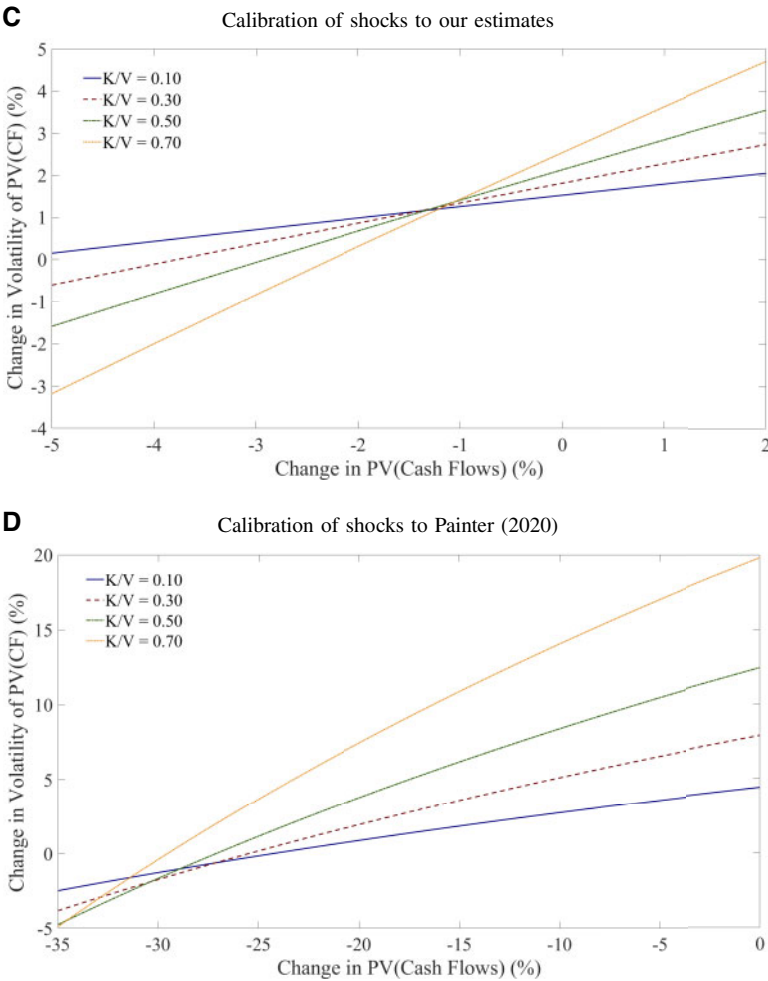 C
Calibration of shocks to our estimates
5
4
3
2
1
0
-1
-2
-3
-4
K/V = 0.10
K/V = 0.30
K/V = 0.50
K/V = 0.70
Change in Volatility of PV(CF) (%)
-5 -4 -3 -2 -1 0 1 2
Change in PV(Cash Flows) (%)
D
Calibration of shocks to Painter (2020)
20
15
10
5
0
-5
K/V = 0.10
K/V = 0.30
K/V = 0.50
K/V = 0.70
Change in Volatility of PV(CF) (%)
-35 -30 -25 -20 -15 -10 -5 0
Change in PV(Cash Flows) (%)